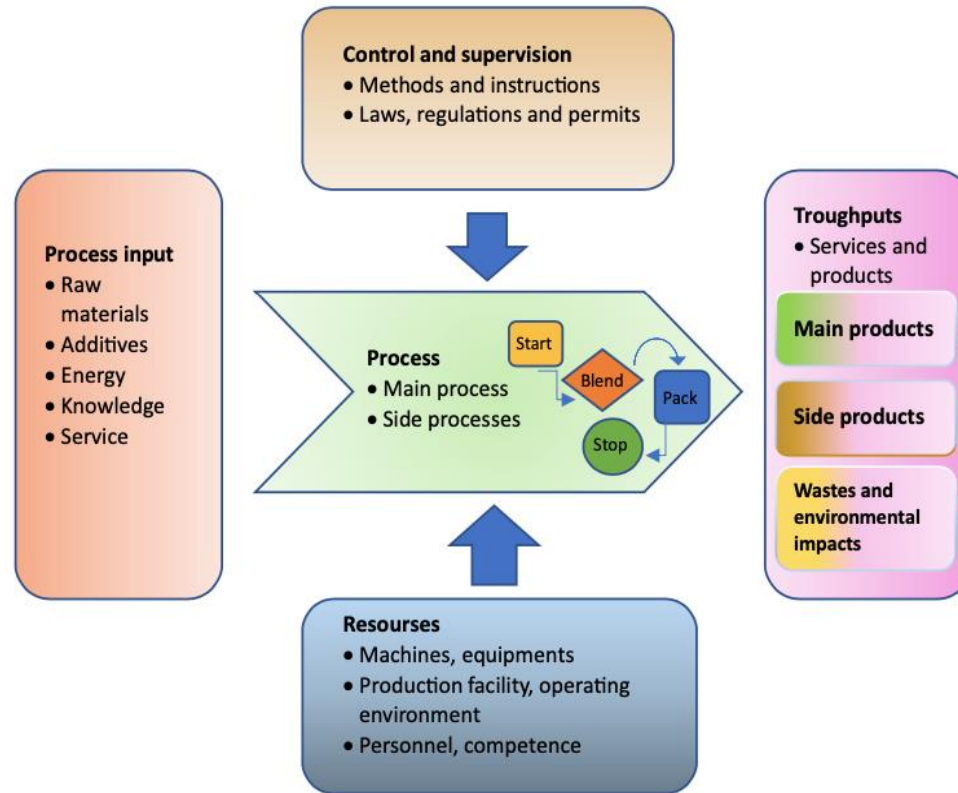 Control and supervision
• Methods and instructions
• Laws, regulations and permits
Process input
• Raw
materials
• Additives
• Energy
• Knowledge
• Service
Process
• Main process
• Side processes
Start
Blend
Pack
Stop
Troughputs
• Services and
products
Main products
Side products
Wastes and
environmental
impacts
Resourses
• Machines, equipments
• Production facility, operating
environment
• Personnel, competence